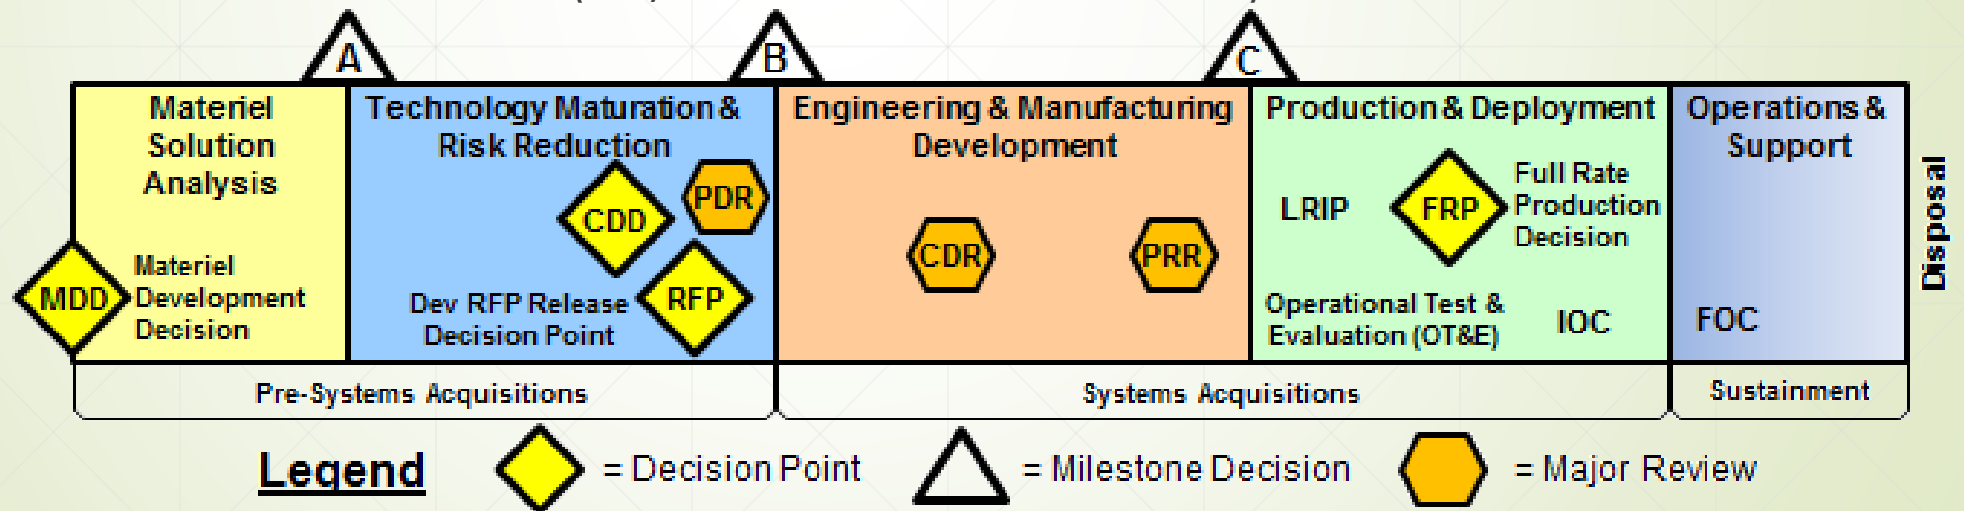 A
B
C
Materiel
Solution
Analysis
MDD
Materiel
Development
Decision
Technology Maturation &
Risk Reduction
CDD
PDR
Dev RFP Release
Decision Point
RFP
Engineering & Manufacturing
Development
CDR
PRR
Production & Deployment
LRIP
FRP
Full Rate
Production
Decision
Operational Test &
Evaluation (OT&E)
IOC
Operations &
Support
FOC
Disposal
Pre-Systems Acquisitions
Systems Acquisitions
Sustainment
Legend
= Decision Point
= Milestone Decision
= Major Review